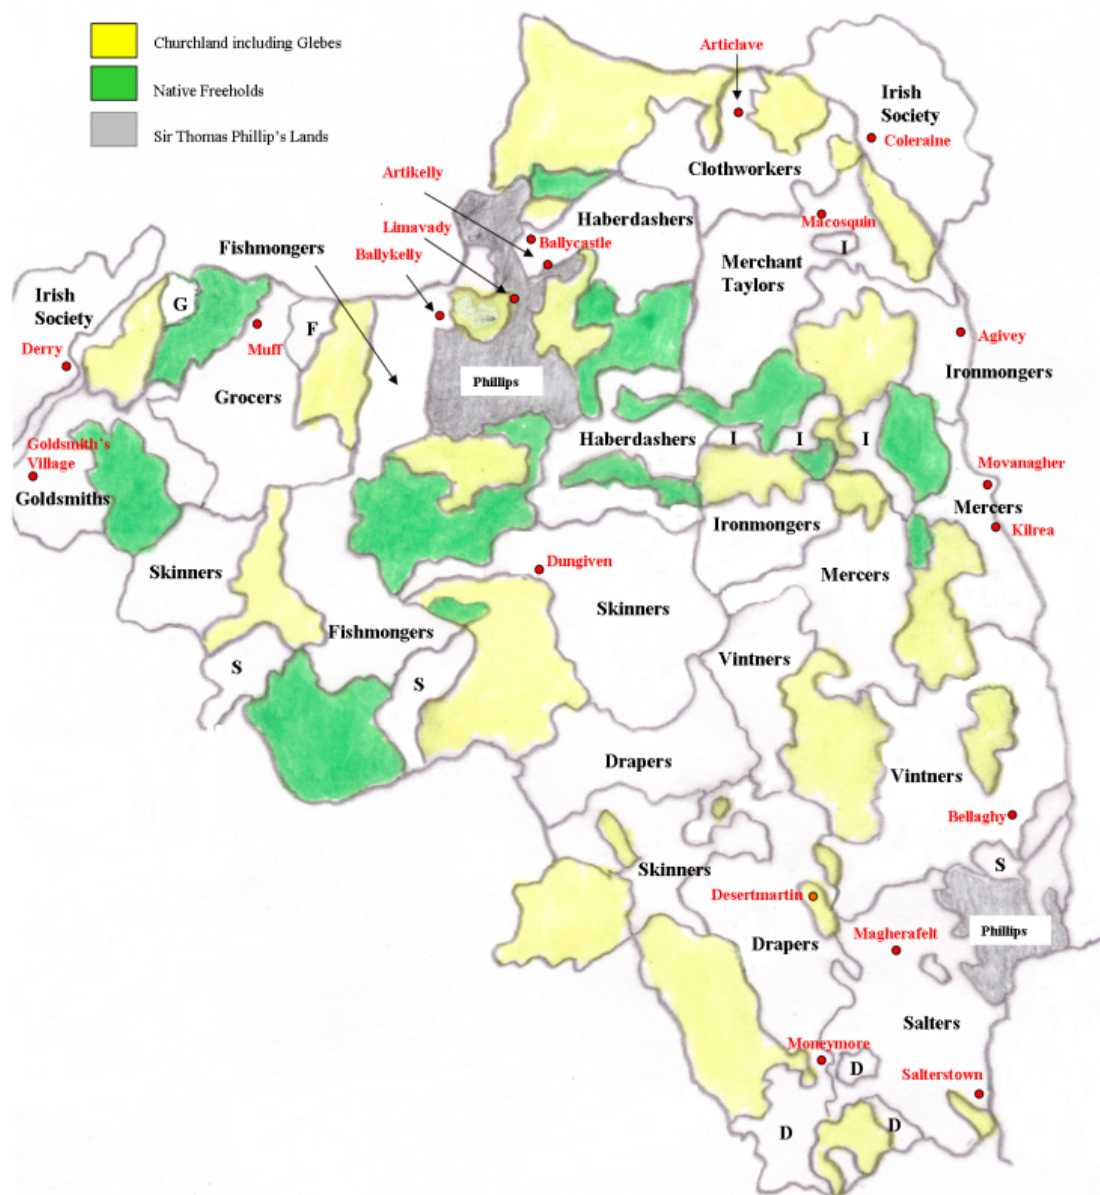 Churchland including Glebes
Native Freeholds
Sir Thomas Phillip's Lands
Articlave
Irish
Society
Coleraine
Clothworkers
Artikelly
Limavady
Ballykelly
Haberdashers
Macosquin
Fishmongers
Ballycastle
I
Merchant
Taylors
Irish
Society
G
F
Derry
Muff
Agivey
Phillips
Ironmongers
Grocers
Goldsmith's
Village
Goldsmiths
Haberdashers
I
I
I
Movanagher
Mercers
Kilrea
Ironmongers
Dungiven
Skinners
Mercers
Skinners
Fishmongers
S
S
Vintners
Drapers
Vintners
Bellaghy
S
Skinners
Desertmartin
Magherafelt
Phillips
Drapers
Salters
Moneymore
D
Salterstown
D
D